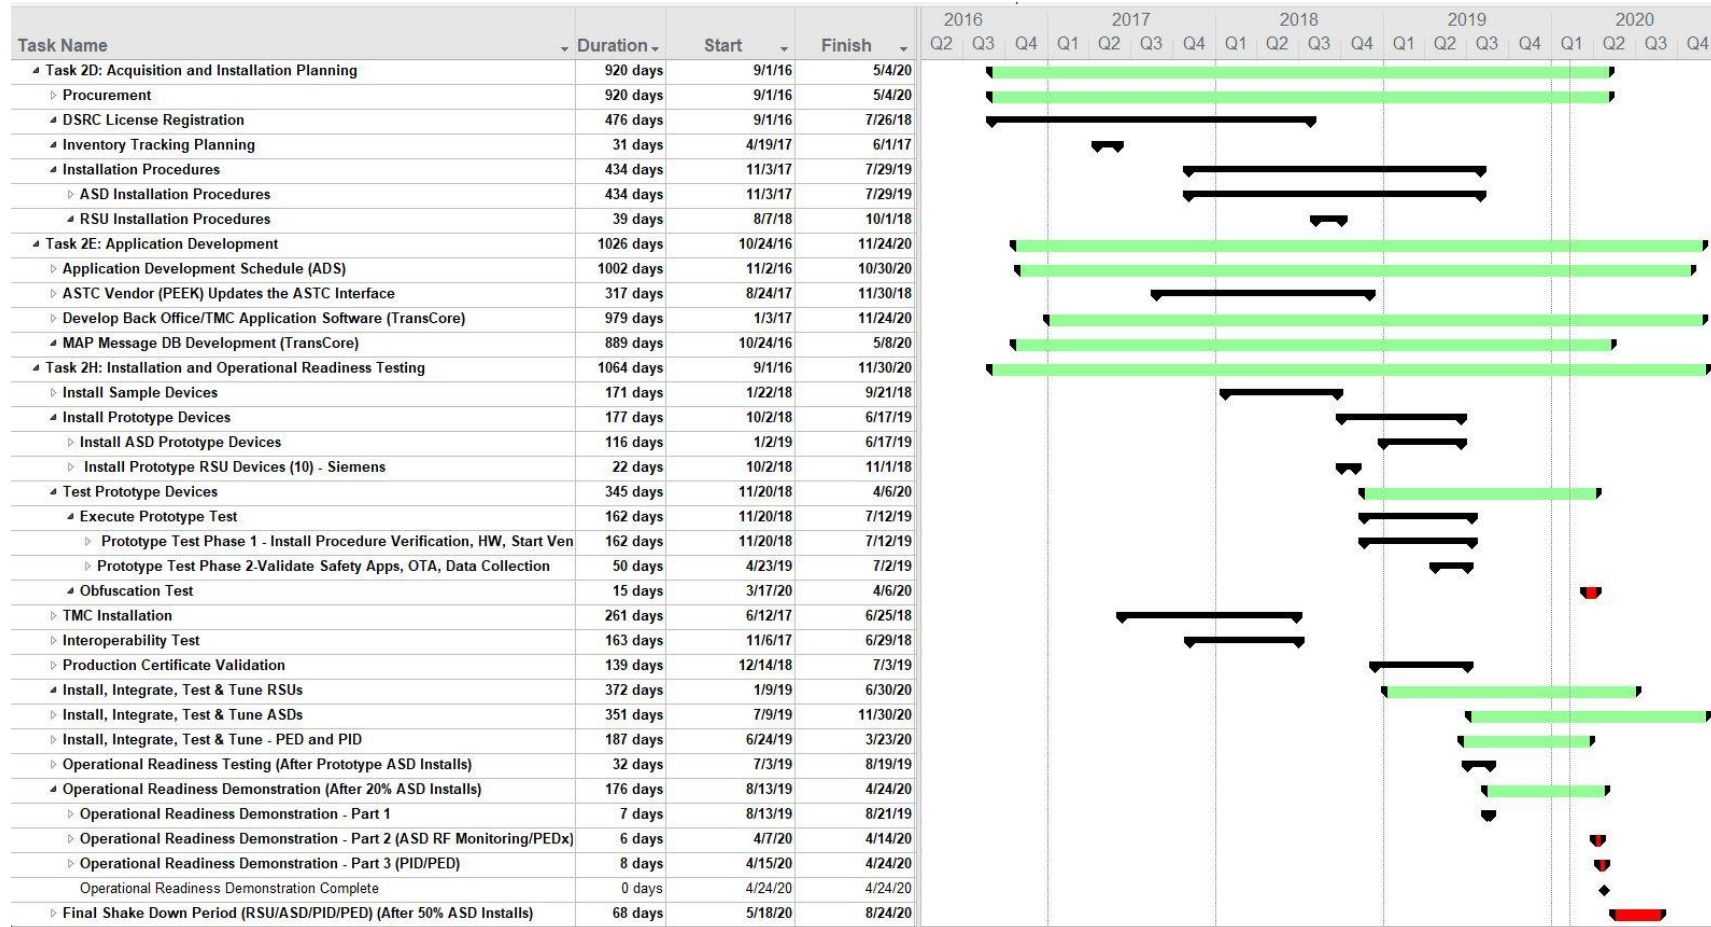 2016 2017 2018 2019 2020
Task Name Duration Start Finish Q2 Q3 Q4 Q1 Q2 Q3 Q4 Q1 Q2 Q3 Q4 Q1 Q2 Q3 Q4 Q1 Q2 Q3 Q4
Task 2D: Acquisition and Installation Planning 920 days 9/1/16 5/4/20
Procurement 920 days 9/1/16 5/4/20
DSRC License Registration 476 days 9/1/16 7/26/18
Inventory Tracking Planning 31 days 4/19/17 6/1/17
Installation Procedures 434 days 11/3/17 7/29/19
ASD Installation Procedures 434 days 11/3/17 7/29/19
RSU Installation Procedures 39 days 8/7/18 10/1/18
Task 2E: Application Development 1026 days 10/24/16 11/24/20
Application Development Schedule (ADS) 1002 days 11/2/16 10/30/20
ASTC Vendor (PEEK) Updates the ASTC Interface 317 days 8/24/17 11/30/18
Develop Back Office/TMC Application Software (TransCore) 979 days 1/3/17 11/24/20
MAP Message DB Development (TransCore) 889 days 10/24/16 5/8/20
Task 2H: Installation and Operational Readiness Testing 1064 days 9/1/16 11/30/20
Install Sample Devices 171 days 1/22/18 9/21/18
Install Prototype Devices 177 days 10/2/18 6/17/19
Install ASD Prototype Devices 116 days 1/2/19 6/17/19
Install Prototype RSU Devices (10) - Siemens 22 days 10/2/18 11/1/18
Test Prototype Devices 345 days 11/20/18 4/6/20
Execute Prototype Test 162 days 11/20/18 7/12/19
Prototype Test Phase 1 - Install Procedure Verification, HW, Start Ven 162 days 11/20/18 7/12/19
Prototype Test Phase 2-Validate Safety Apps, OTA, Data Collection 50 days 4/23/19 7/2/19
Obfuscation Test 15 days 3/17/20 4/6/20
TMC Installation 261 days 6/12/17 6/25/18
Interoperability Test 163 days 11/6/17 6/29/18
Production Certificate Validation 139 days 12/14/18 7/3/19
Install, Integrate, Test & Tune RSUs 372 days 1/9/19 6/30/20
Install, Integrate, Test & Tune ASDs 351 days 7/9/19 11/30/20
Install, Integrate, Test & Tune - PED and PID 187 days 6/24/19 3/23/20
Operational Readiness Testing (After Prototype ASD Installs) 32 days 7/3/19 8/19/19
Operational Readiness Demonstration (After 20% ASD Installs) 176 days 8/13/19 4/24/20
Operational Readiness Demonstration - Part 1 7 days 8/13/19 8/21/19
Operational Readiness Demonstration - Part 2 (ASD RF Monitoring/PEDx) 6 days 4/7/20 4/14/20
Operational Readiness Demonstration - Part 3 (PID/PED) 8 days 4/15/20 4/24/20
Operational Readiness Demonstration Complete 0 days 4/24/20 4/24/20
Final Shake Down Period (RSU/ASD/PID/PED) (After 50% ASD Installs) 68 days 5/18/20 8/24/20